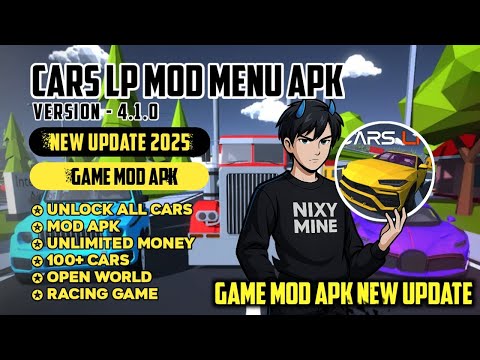 CARS LP MOD MENU APK
VERSION - 4.1.0
NEW UPDATE 2025
GAME MOD APK
UNLOCK ALL CARS
MOD APK
UNLIMITED MONEY
100+ CARS
OPEN WORLD
RACING GAME
NIXY
MINE
CARS L
GAME MOD APK NEW UPDATE